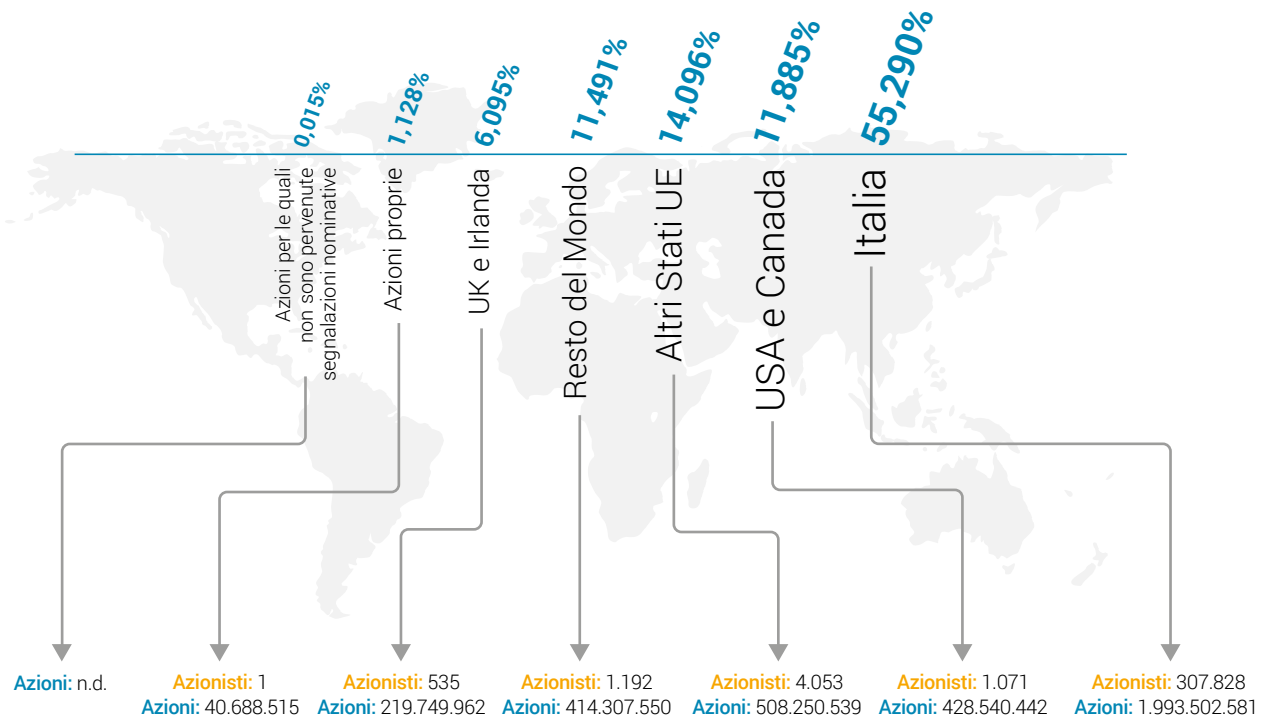 0,015%
1,128%
6,095%
11,491%
14,096%
11,885%
55,290%
Azioni per le quali
non sono pervenute
segnalazioni nominative
Azioni proprie
UK e Irlanda
Resto del Mondo
Altri Stati UE
USA e Canada
Italia
Azioni: n.d.
Azionisti: 1
Azioni: 40.688.515
Azionisti: 535
Azioni: 219.749.962
Azionisti: 1.192
Azioni: 414.307.550
Azionisti: 4.053
Azioni: 508.250.539
Azionisti: 1.071
Azioni: 428.540.442
Azionisti: 307.828
Azioni: 1.993.502.581